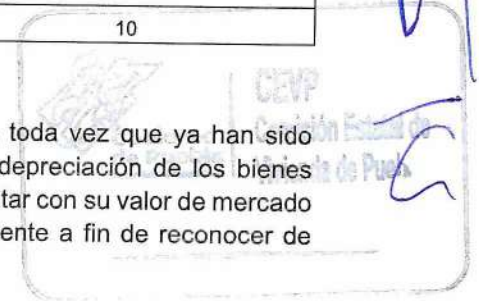 10
CEVP
Comisión Estatal de
Vivienda de Puebla
toda vez que ya han sido
depreciación de los bienes
tar con su valor de mercado
ente a fin de reconocer de